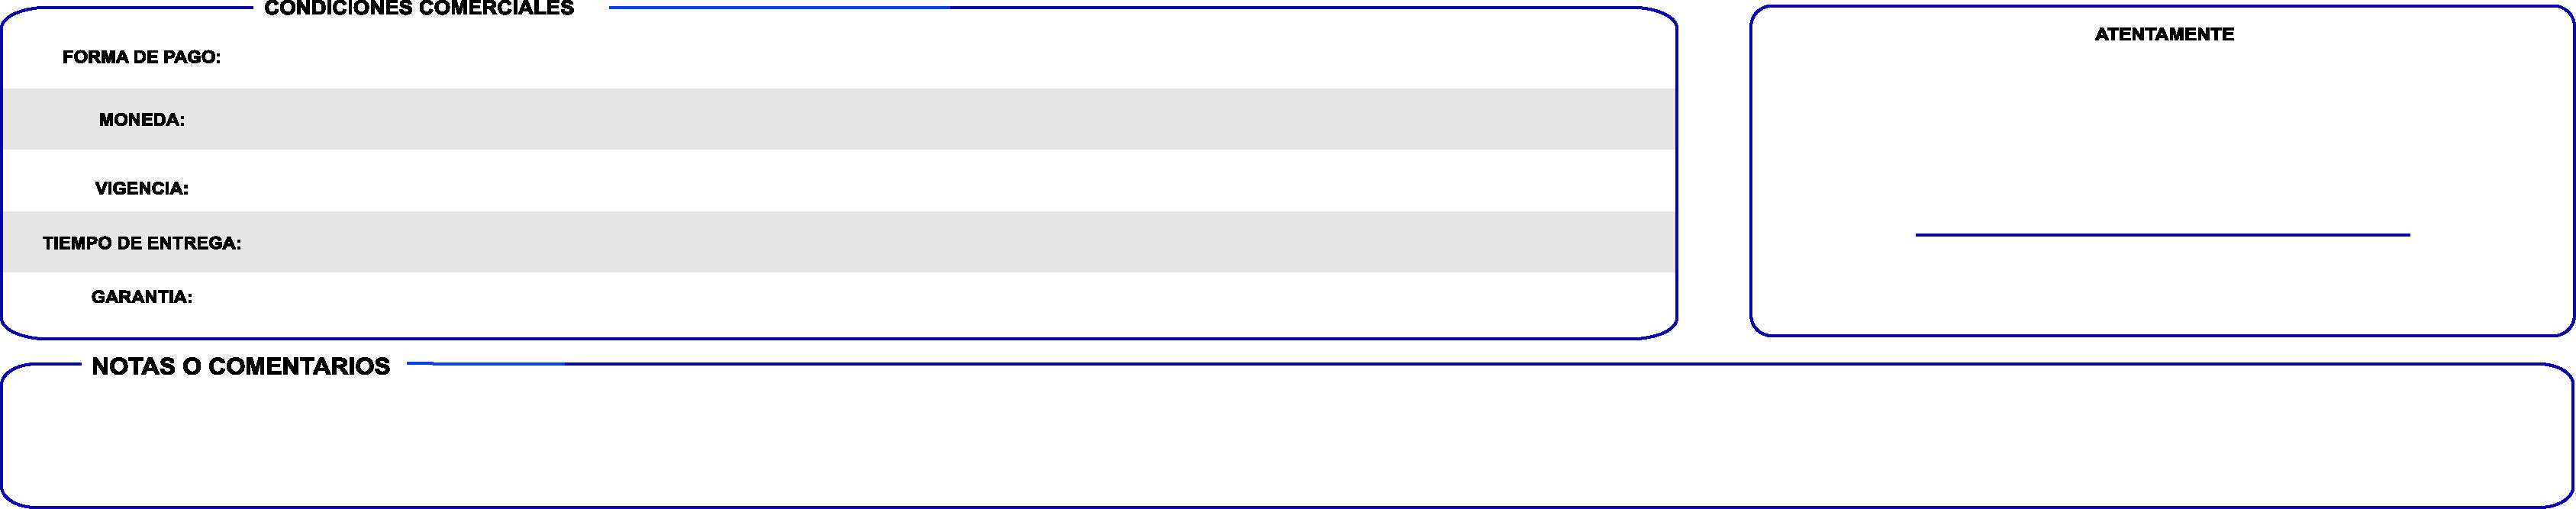 CONDICIONES COMERCIALES
FORMA DE PAGO:
MONEDA:
VIGENCIA:
TIEMPO DE ENTREGA:
GARANTIA:
ATENTAMENTE
NOTAS O COMENTARIOS